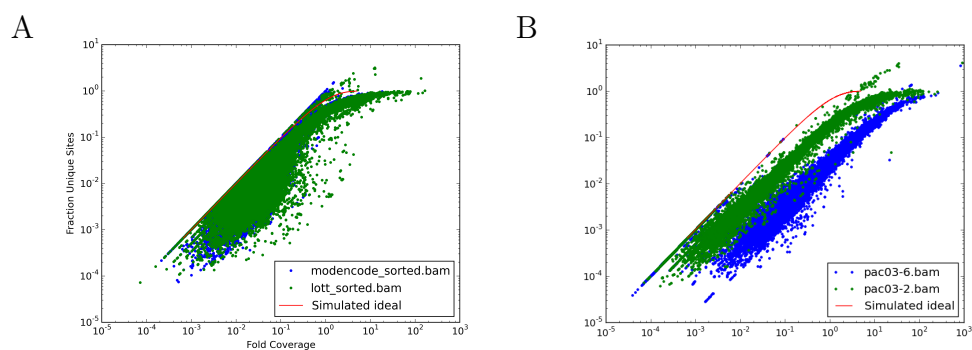 A
B
10^1
10^0
10^-1
10^-2
10^-3
10^-4
10^-5
Fraction Unique Sites
modencode_sorted.bam
lott_sorted.bam
Simulated ideal
10^-5 10^-4 10^-3 10^-2 10^-1 10^0 10^1 10^2 10^3
Fold Coverage
10^1
10^0
10^-1
10^-2
10^-3
10^-4
10^-5
pac03-6.bam
pac03-2.bam
Simulated ideal
10^-5 10^-4 10^-3 10^-2 10^-1 10^0 10^1 10^2 10^3